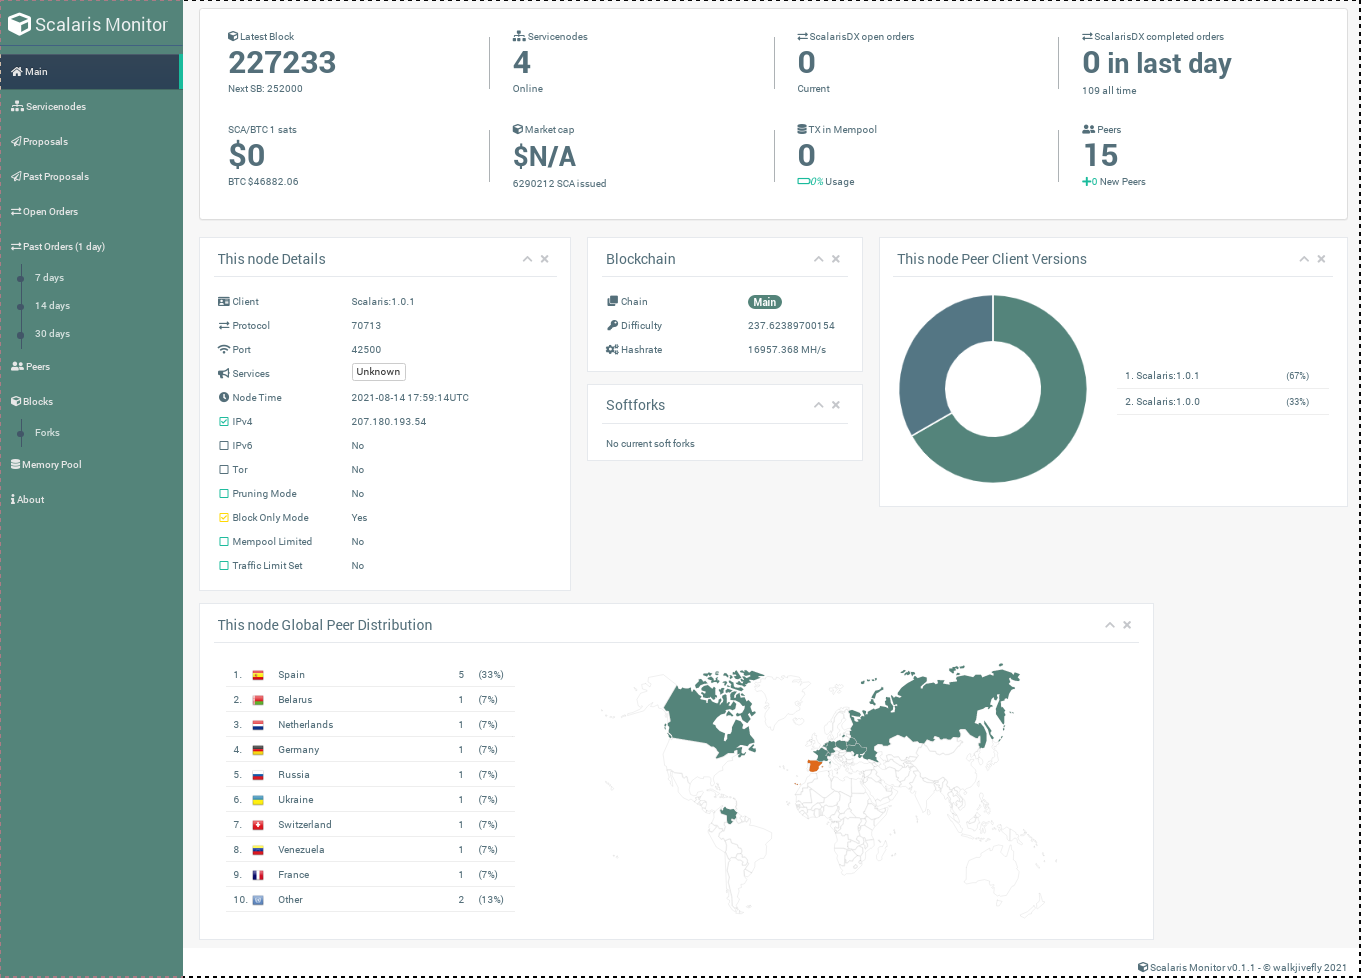 Scalaris Monitor
Main
Servicenodes
Proposals
Past Proposals
Open Orders
Past Orders (1 day)
7 days
14 days
30 days
Peers
Blocks
Forks
Memory Pool
About
Latest Block
227233
Next SB: 252000
Servicenodes
4
Online
ScalarisDX open orders
0
Current
ScalarisDX completed orders
0 in last day
109 all time
SCA/BTC 1 sats
$0
BTC $46882.06
Market cap
$N/A
6290212 SCA issued
TX in Mempool
0
0% Usage
Peers
15
+0 New Peers
This node Details
Client Scalaris:1.0.1
Protocol 70713
Port 42500
Services Unknown
Node Time 2021-08-14 17:59:14UTC
IPv4 207.180.193.54
IPv6 No
Tor No
Pruning Mode No
Block Only Mode Yes
Mempool Limited No
Traffic Limit Set No
Blockchain
Chain Main
Difficulty 237.62389700154
Hashrate 16957.368 MH/s
Softforks
No current soft forks
This node Peer Client Versions
1. Scalaris:1.0.1 (67%)
2. Scalaris:1.0.0 (33%)
This node Global Peer Distribution
1. Spain 5 (33%)
2. Belarus 1 (7%)
3. Netherlands 1 (7%)
4. Germany 1 (7%)
5. Russia 1 (7%)
6. Ukraine 1 (7%)
7. Switzerland 1 (7%)
8. Venezuela 1 (7%)
9. France 1 (7%)
10. Other 2 (13%)
Scalaris Monitor v0.1.1 - © walkjivefly 2021